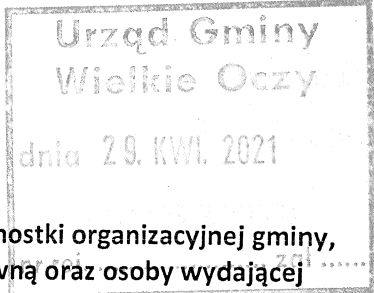 Urząd Gminy
Wielkie Oczy
dnia 29. KWI. 2021
nostki organizacyjnej gminy,
wną oraz osoby wydającej